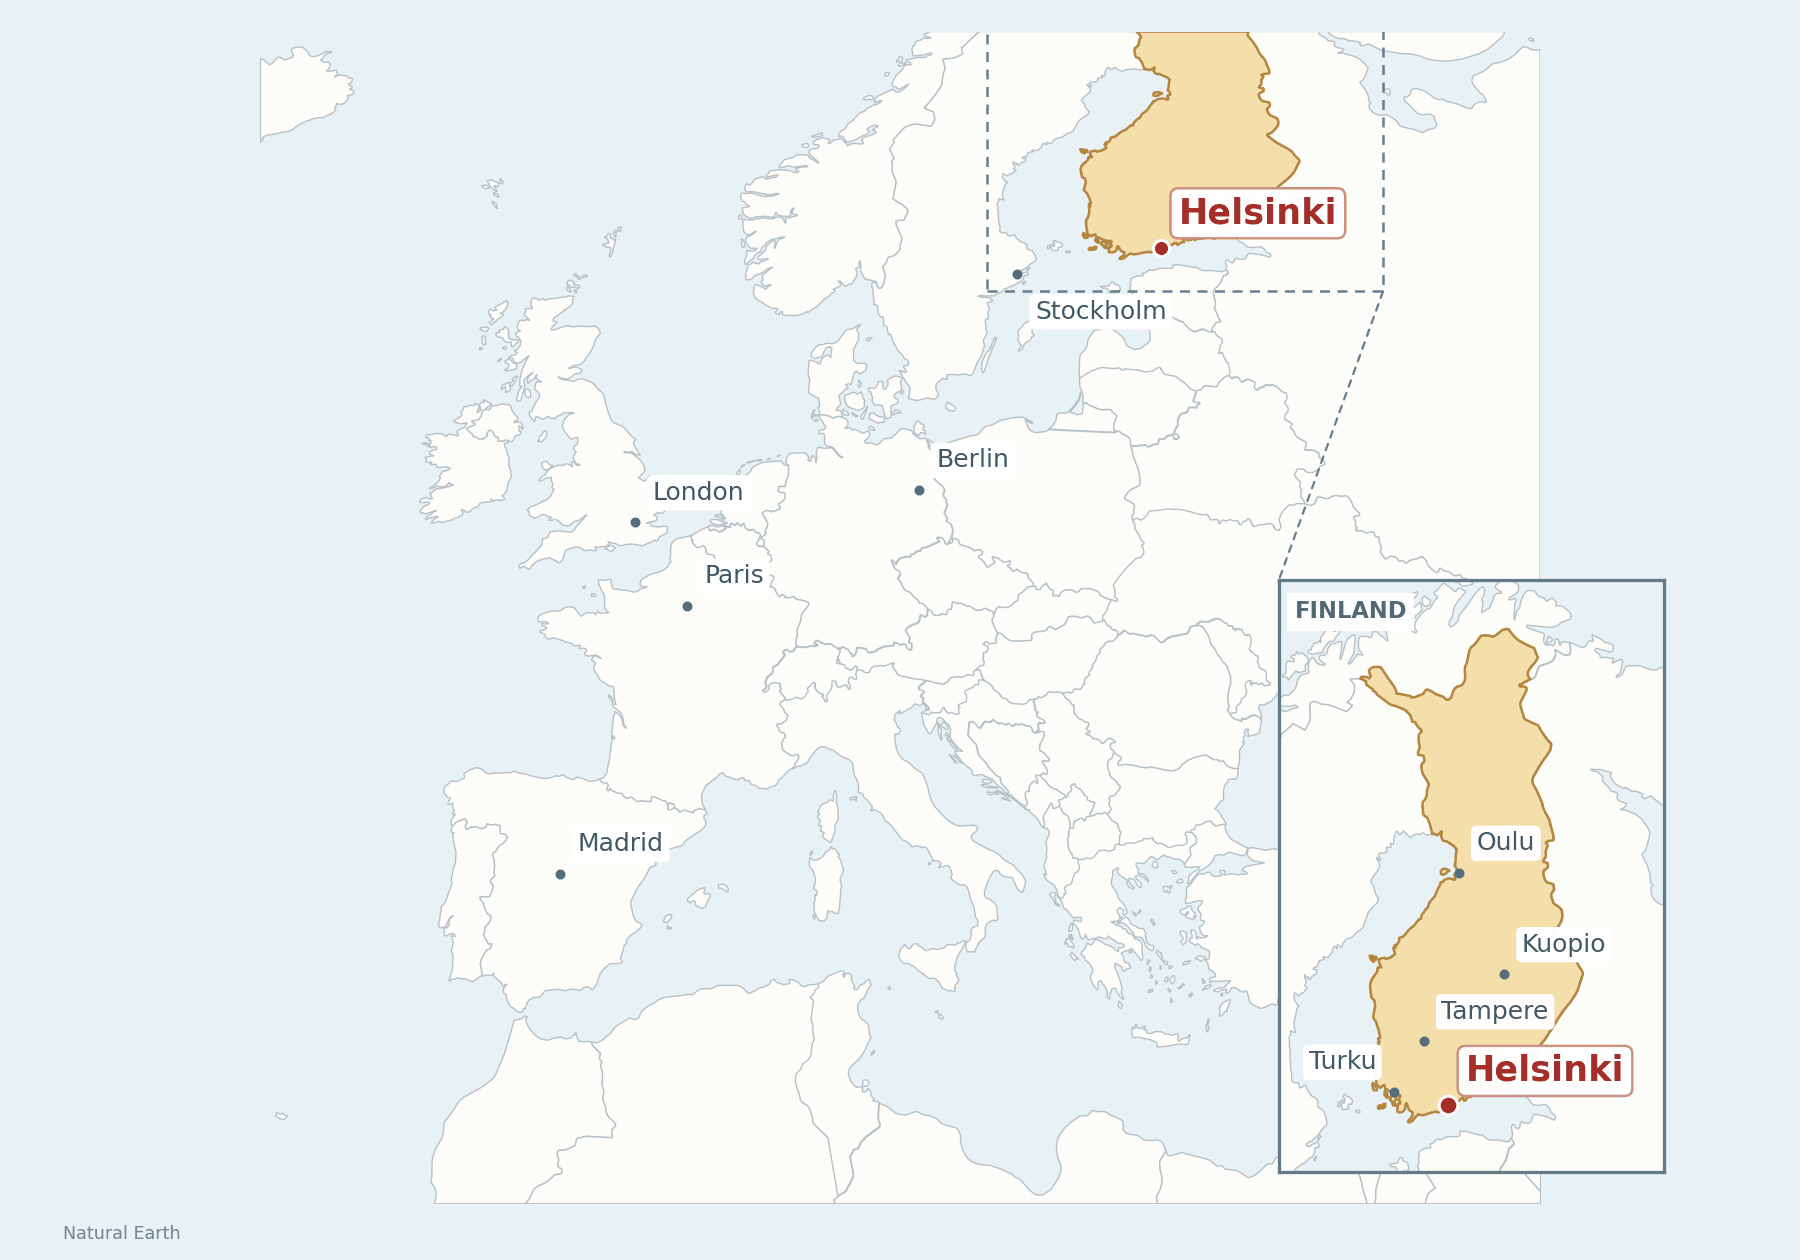 Helsinki
Stockholm
Berlin
London
Paris
Madrid
FINLAND
Oulu
Kuopio
Tampere
Turku
Helsinki
Natural Earth